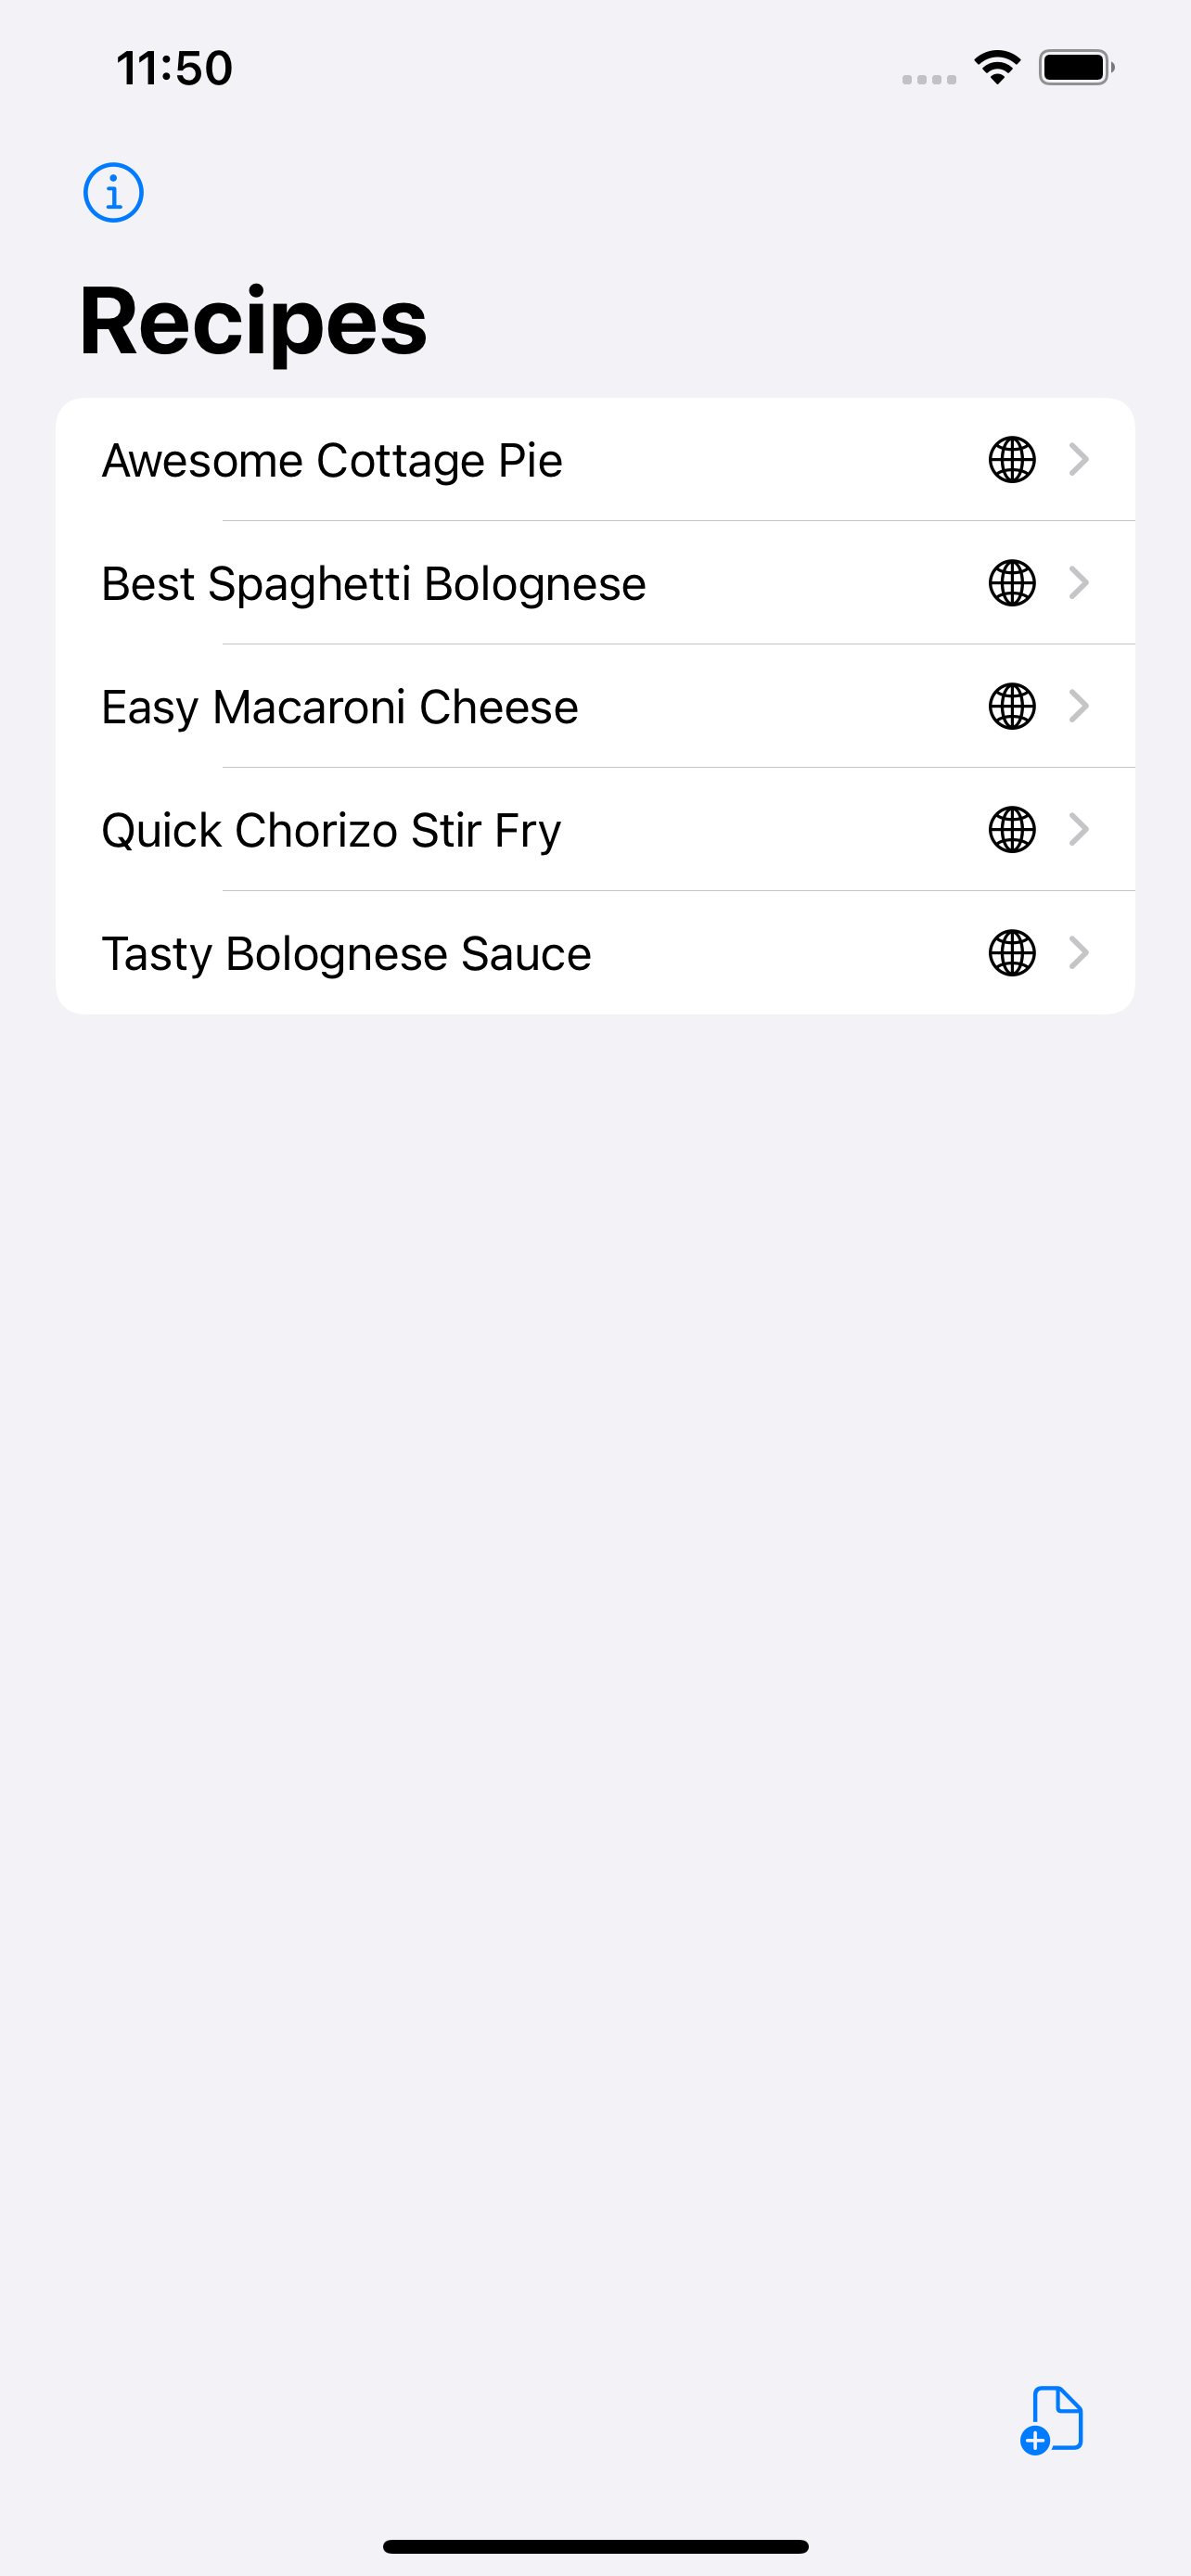 11:50
Recipes
Awesome Cottage Pie
Best Spaghetti Bolognese
Easy Macaroni Cheese
Quick Chorizo Stir Fry
Tasty Bolognese Sauce